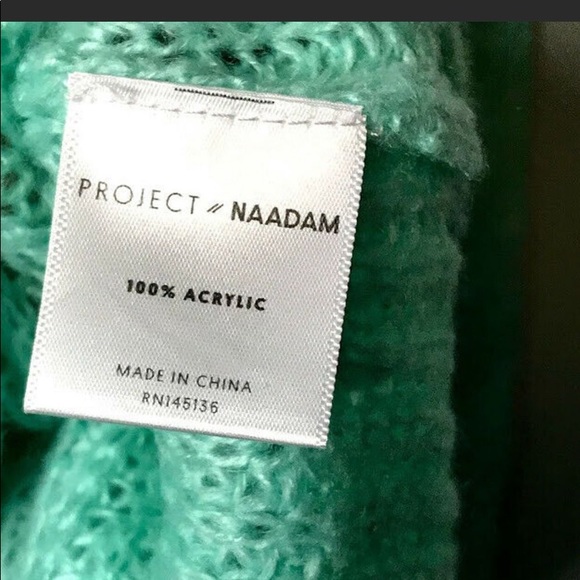 PROJECT // NAADAM
100% ACRYLIC
MADE IN CHINA
RN145136